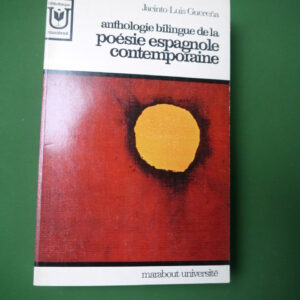 Jacinto-Luis Guereña
anthologie bilingue de la
poésie espagnole
contemporaine
marabout université